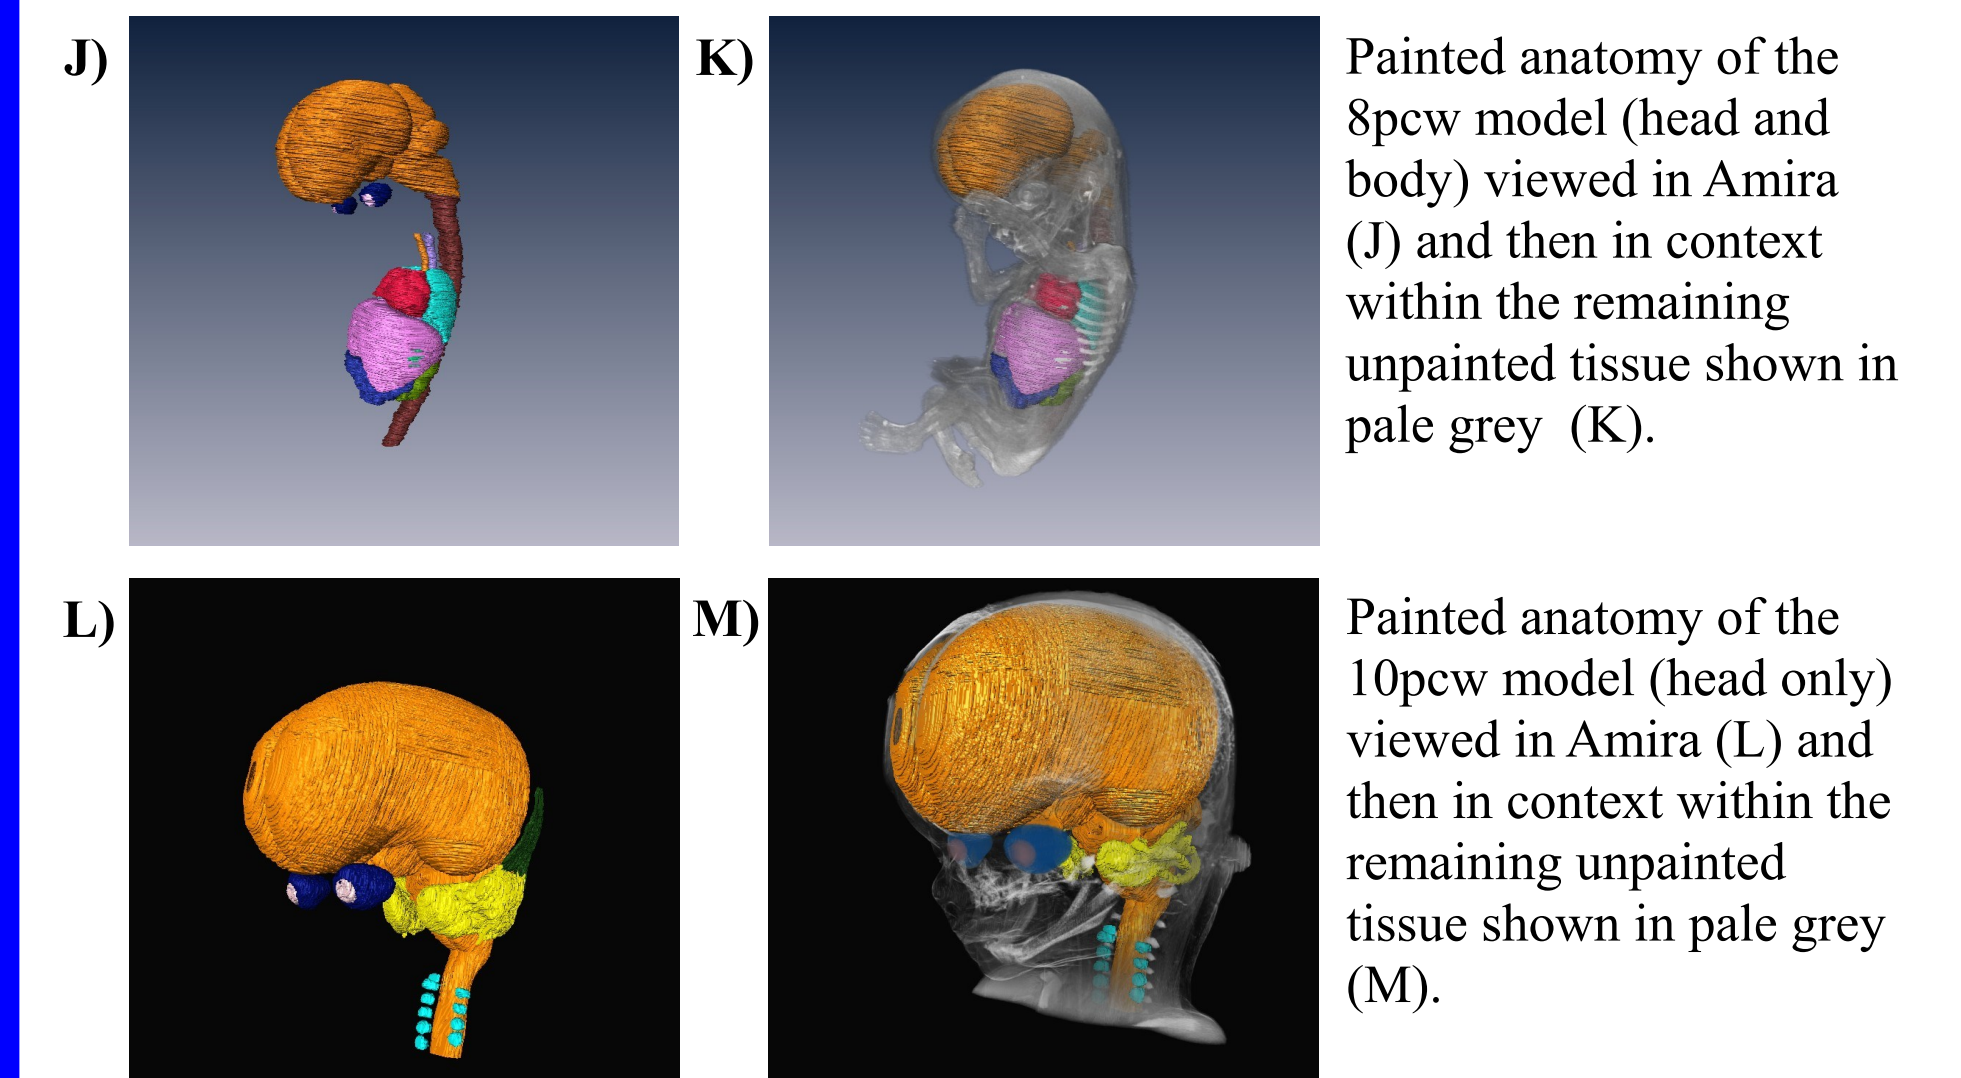 J)
K)
Painted anatomy of the
8pcw model (head and
body) viewed in Amira
(J) and then in context
within the remaining
unpainted tissue shown in
pale grey  (K).
L)
M)
Painted anatomy of the
10pcw model (head only)
viewed in Amira (L) and
then in context within the
remaining unpainted
tissue shown in pale grey
(M).